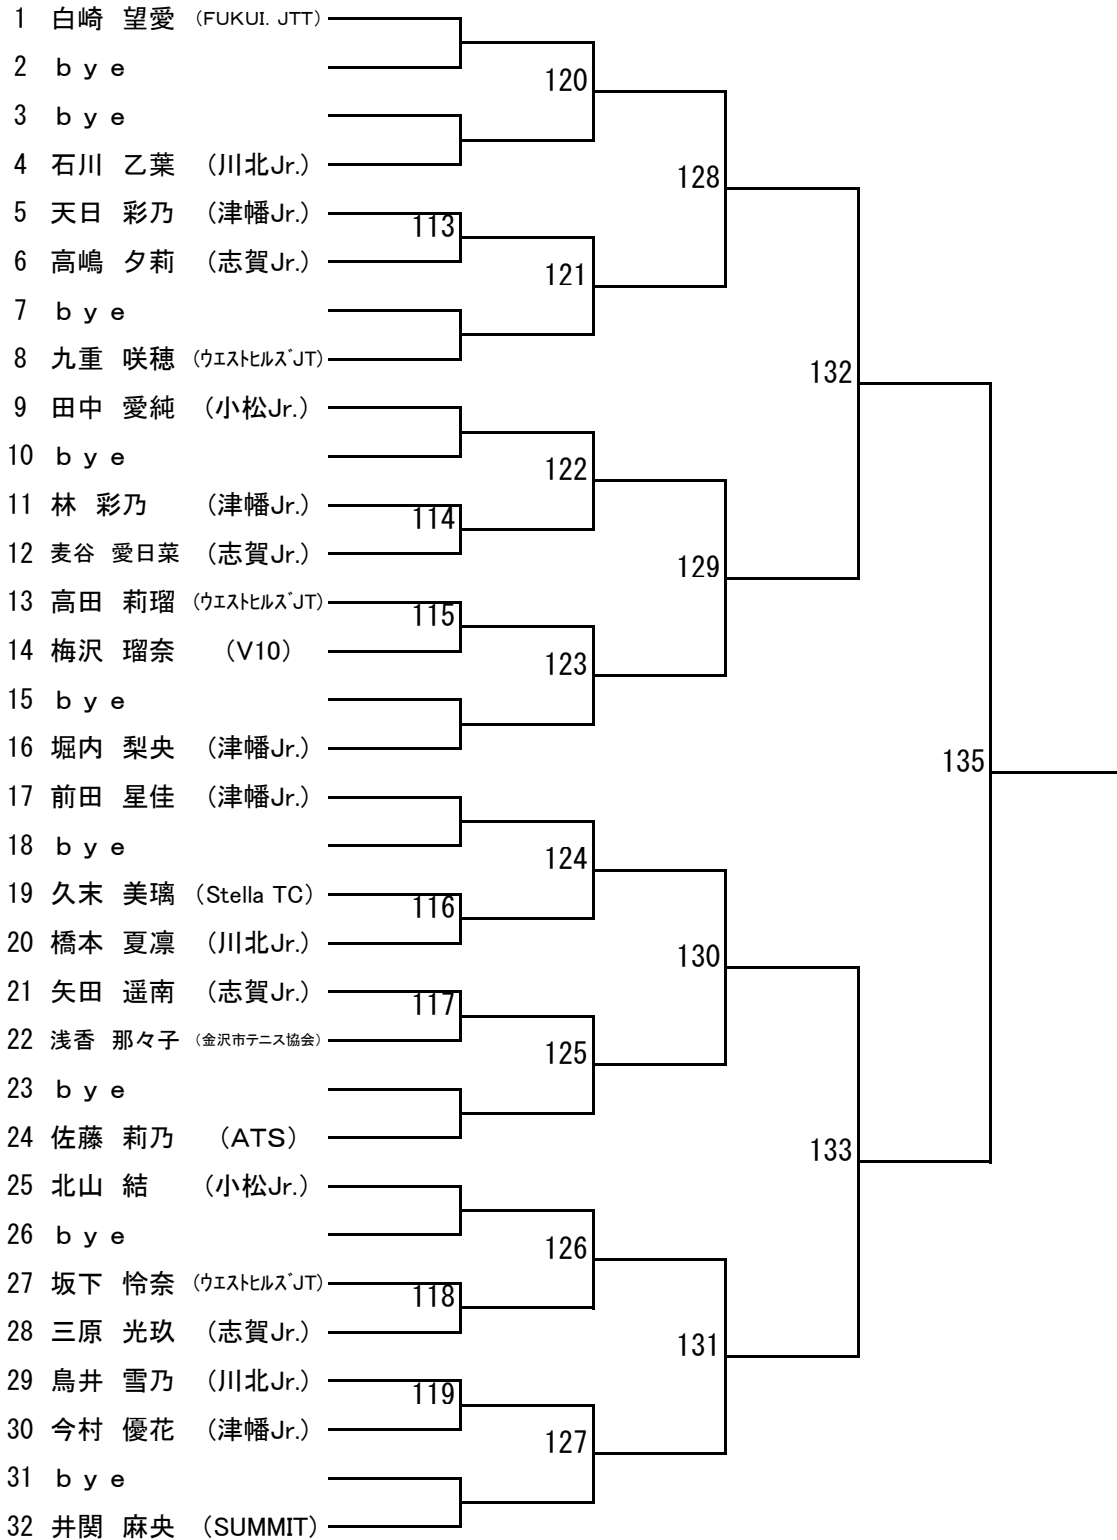 1 白崎 望愛 (FUKUI. JTT)
2 ｂｙｅ
120
3 ｂｙｅ
4 石川 乙葉 (川北Jr.)
128
5 天日 彩乃 (津幡Jr.)
113
6 高嶋 夕莉 (志賀Jr.)
121
7 ｂｙｅ
8 九重 咲穂 (ｳｴｽﾄﾋﾙｽﾞJT)
132
9 田中 愛純 (小松Jr.)
10 ｂｙｅ
122
11 林 彩乃 (津幡Jr.)
114
12 麦谷 愛日菜 (志賀Jr.)
129
13 高田 莉瑠 (ｳｴｽﾄﾋﾙｽﾞJT)
115
14 梅沢 瑠奈 (V10)
123
15 ｂｙｅ
16 堀内 梨央 (津幡Jr.)
135
17 前田 星佳 (津幡Jr.)
18 ｂｙｅ
124
19 久末 美璃 (Stella TC)
116
20 橋本 夏凛 (川北Jr.)
130
21 矢田 遥南 (志賀Jr.)
117
22 浅香 那々子 (金沢市テニス協会)
125
23 ｂｙｅ
24 佐藤 莉乃 (ATS)
133
25 北山 結 (小松Jr.)
26 ｂｙｅ
126
27 坂下 怜奈 (ｳｴｽﾄﾋﾙｽﾞJT)
118
28 三原 光玖 (志賀Jr.)
131
29 鳥井 雪乃 (川北Jr.)
119
30 今村 優花 (津幡Jr.)
127
31 ｂｙｅ
32 井関 麻央 (SUMMIT)